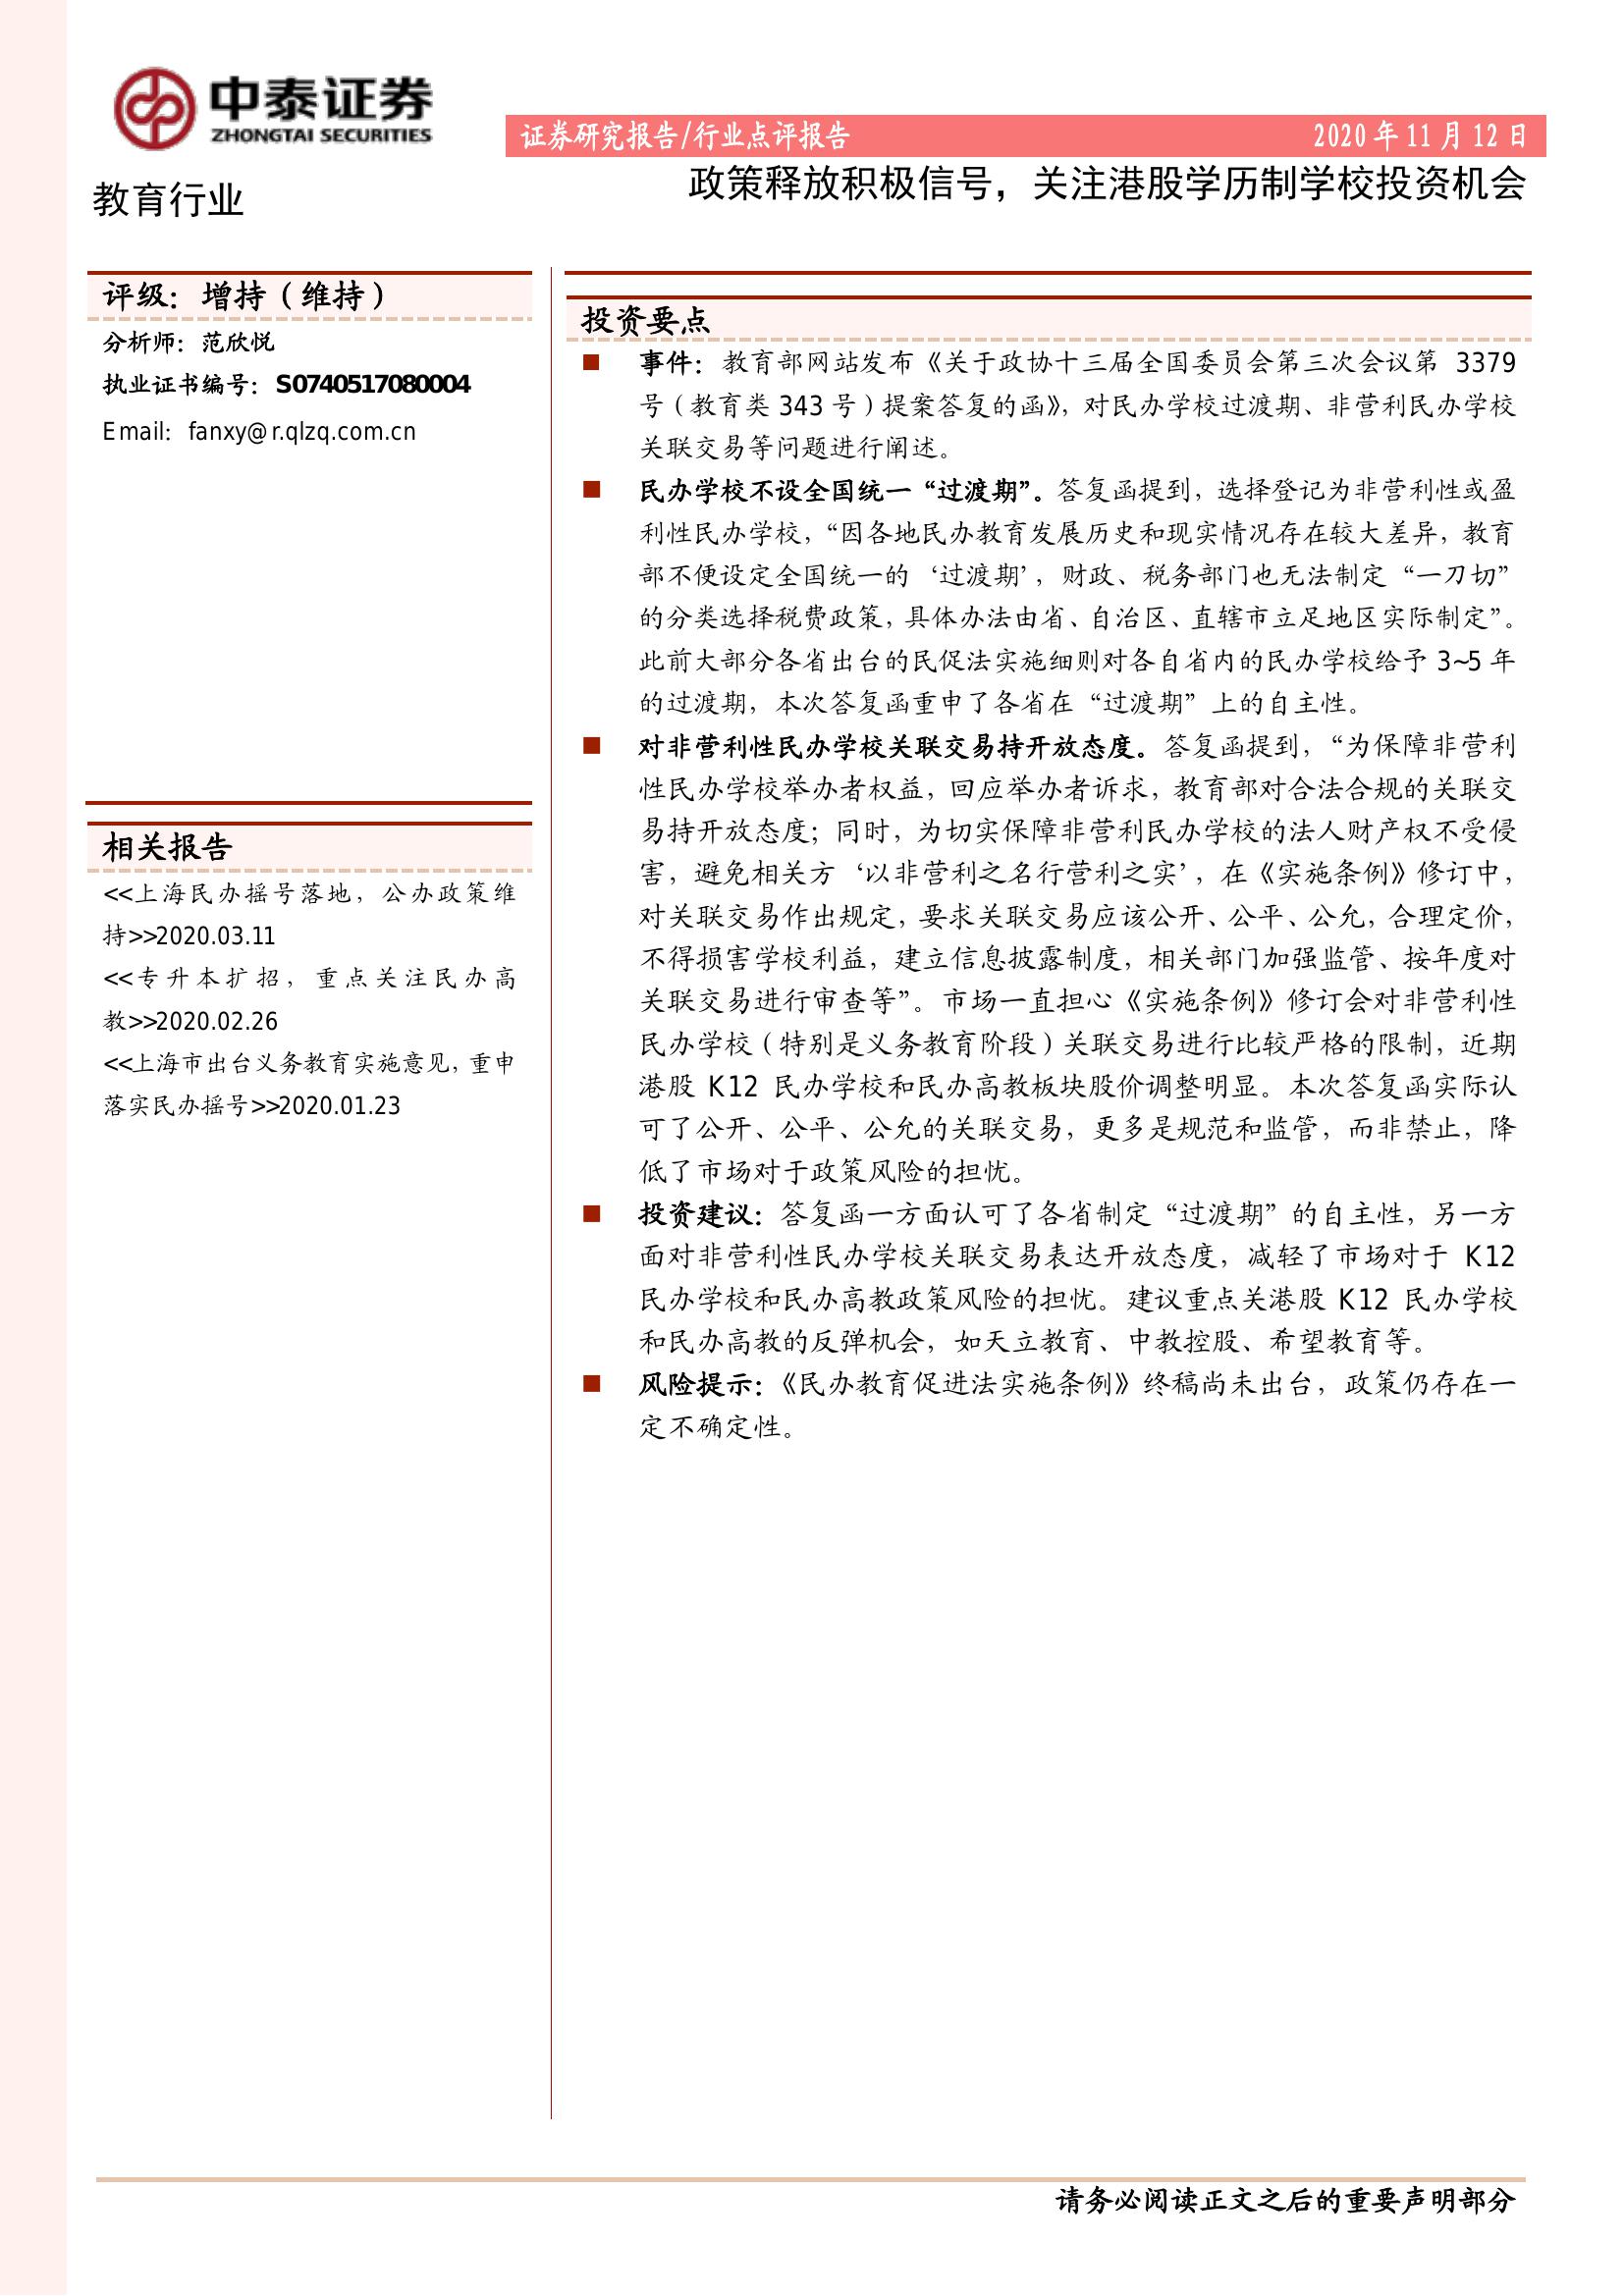 中泰证券
ZHONGTAI SECURITIES
证券研究报告/行业点评报告 2020 年 11 月 12 日
教育行业
政策释放积极信号，关注港股学历制学校投资机会
评级：增持（维持）
分析师：范欣悦
执业证书编号：S0740517080004
Email：fanxy@r.qlzq.com.cn
相关报告
<<上海民办摇号落地，公办政策维
持>>2020.03.11
<<专升本扩招，重点关注民办高
教>>2020.02.26
<<上海市出台义务教育实施意见，重申
落实民办摇号>>2020.01.23
投资要点
■ 事件：教育部网站发布《关于政协十三届全国委员会第三次会议第 3379
号（教育类 343 号）提案答复的函》，对民办学校过渡期、非营利民办学校
关联交易等问题进行阐述。
■ 民办学校不设全国统一“过渡期”。答复函提到，选择登记为非营利性或盈
利性民办学校，“因各地民办教育发展历史和现实情况存在较大差异，教育
部不便设定全国统一的‘过渡期’，财政、税务部门也无法制定“一刀切”
的分类选择税费政策，具体办法由省、自治区、直辖市立足地区实际制定”。
此前大部分各省出台的民促法实施细则对各自省内的民办学校给予 3~5 年
的过渡期，本次答复函重申了各省在“过渡期”上的自主性。
■ 对非营利性民办学校关联交易持开放态度。答复函提到，“为保障非营利
性民办学校举办者权益，回应举办者诉求，教育部对合法合规的关联交
易持开放态度；同时，为切实保障非营利民办学校的法人财产权不受侵
害，避免相关方‘以非营利之名行营利之实’，在《实施条例》修订中，
对关联交易作出规定，要求关联交易应该公开、公平、公允，合理定价，
不得损害学校利益，建立信息披露制度，相关部门加强监管、按年度对
关联交易进行审查等”。市场一直担心《实施条例》修订会对非营利性
民办学校（特别是义务教育阶段）关联交易进行比较严格的限制，近期
港股 K12 民办学校和民办高教板块股价调整明显。本次答复函实际认
可了公开、公平、公允的关联交易，更多是规范和监管，而非禁止，降
低了市场对于政策风险的担忧。
■ 投资建议：答复函一方面认可了各省制定“过渡期”的自主性，另一方
面对非营利性民办学校关联交易表达开放态度，减轻了市场对于 K12
民办学校和民办高教政策风险的担忧。建议重点关港股 K12 民办学校
和民办高教的反弹机会，如天立教育、中教控股、希望教育等。
■ 风险提示：《民办教育促进法实施条例》终稿尚未出台，政策仍存在一
定不确定性。
请务必阅读正文之后的重要声明部分